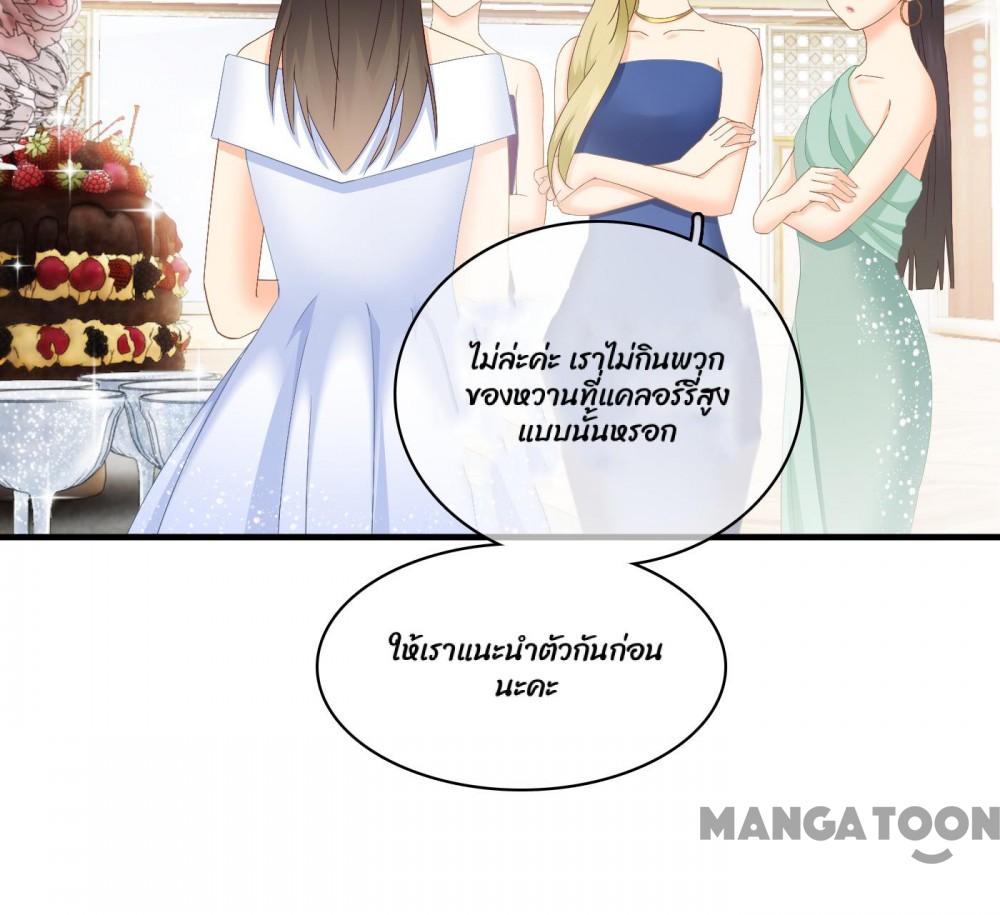 ไม่ล่ะค่ะ เราไม่กินพวก
ของหวานที่แคลอร์รี่สูง
แบบนั้นหรอก
ให้เราแนะนำตัวกันก่อน
นะคะ
MANGATOON